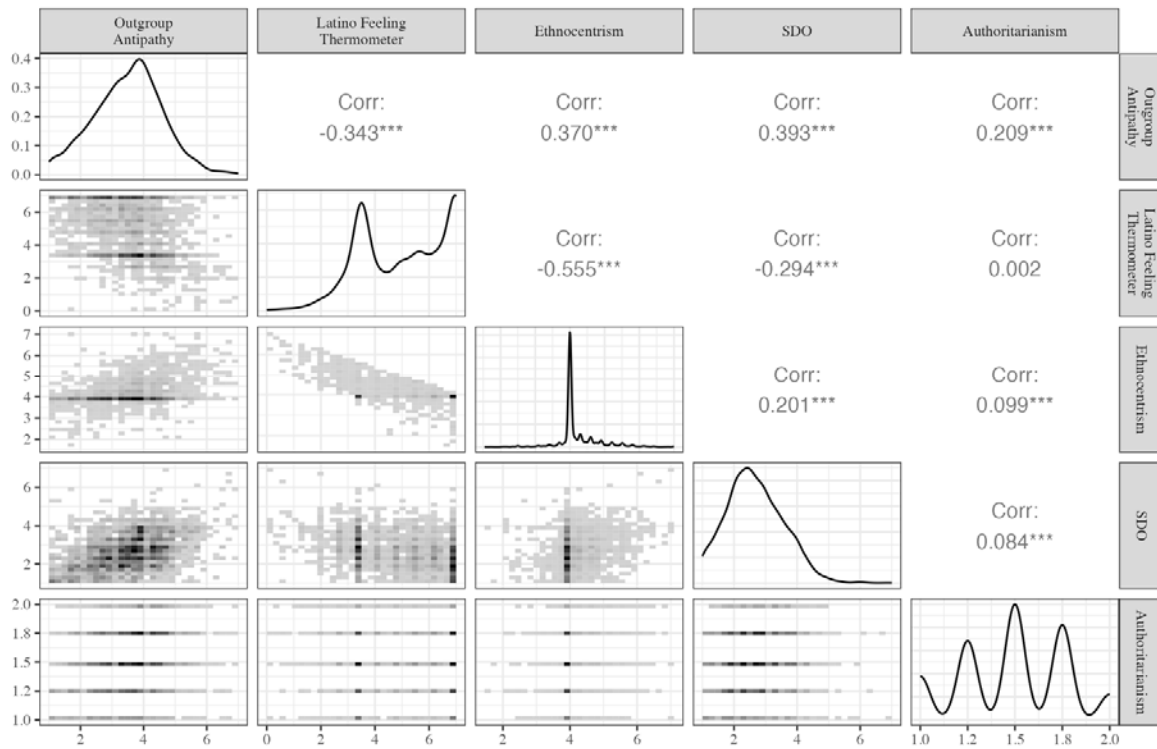 Outgroup
Antipathy
Latino Feeling
Thermometer
Ethnocentrism
SDO
Authoritarianism
0.4
0.3
0.2
0.1
0.0
Corr:
-0.343***
Corr:
0.370***
Corr:
0.393***
Corr:
0.209***
Outgroup
Antipathy
6
4
2
0
Corr:
-0.555***
Corr:
-0.294***
Corr:
0.002
Latino Feeling
Thermometer
7
6
5
4
3
2
Corr:
0.201***
Corr:
0.099***
Ethnocentrism
6
4
2
Corr:
0.084***
SDO
2.0
1.8
1.5
1.2
1.0
Authoritarianism
2 4 6
0 2 4 6
2 3 4 5 6 7
2 4 6
1.0 1.2 1.5 1.8 2.0